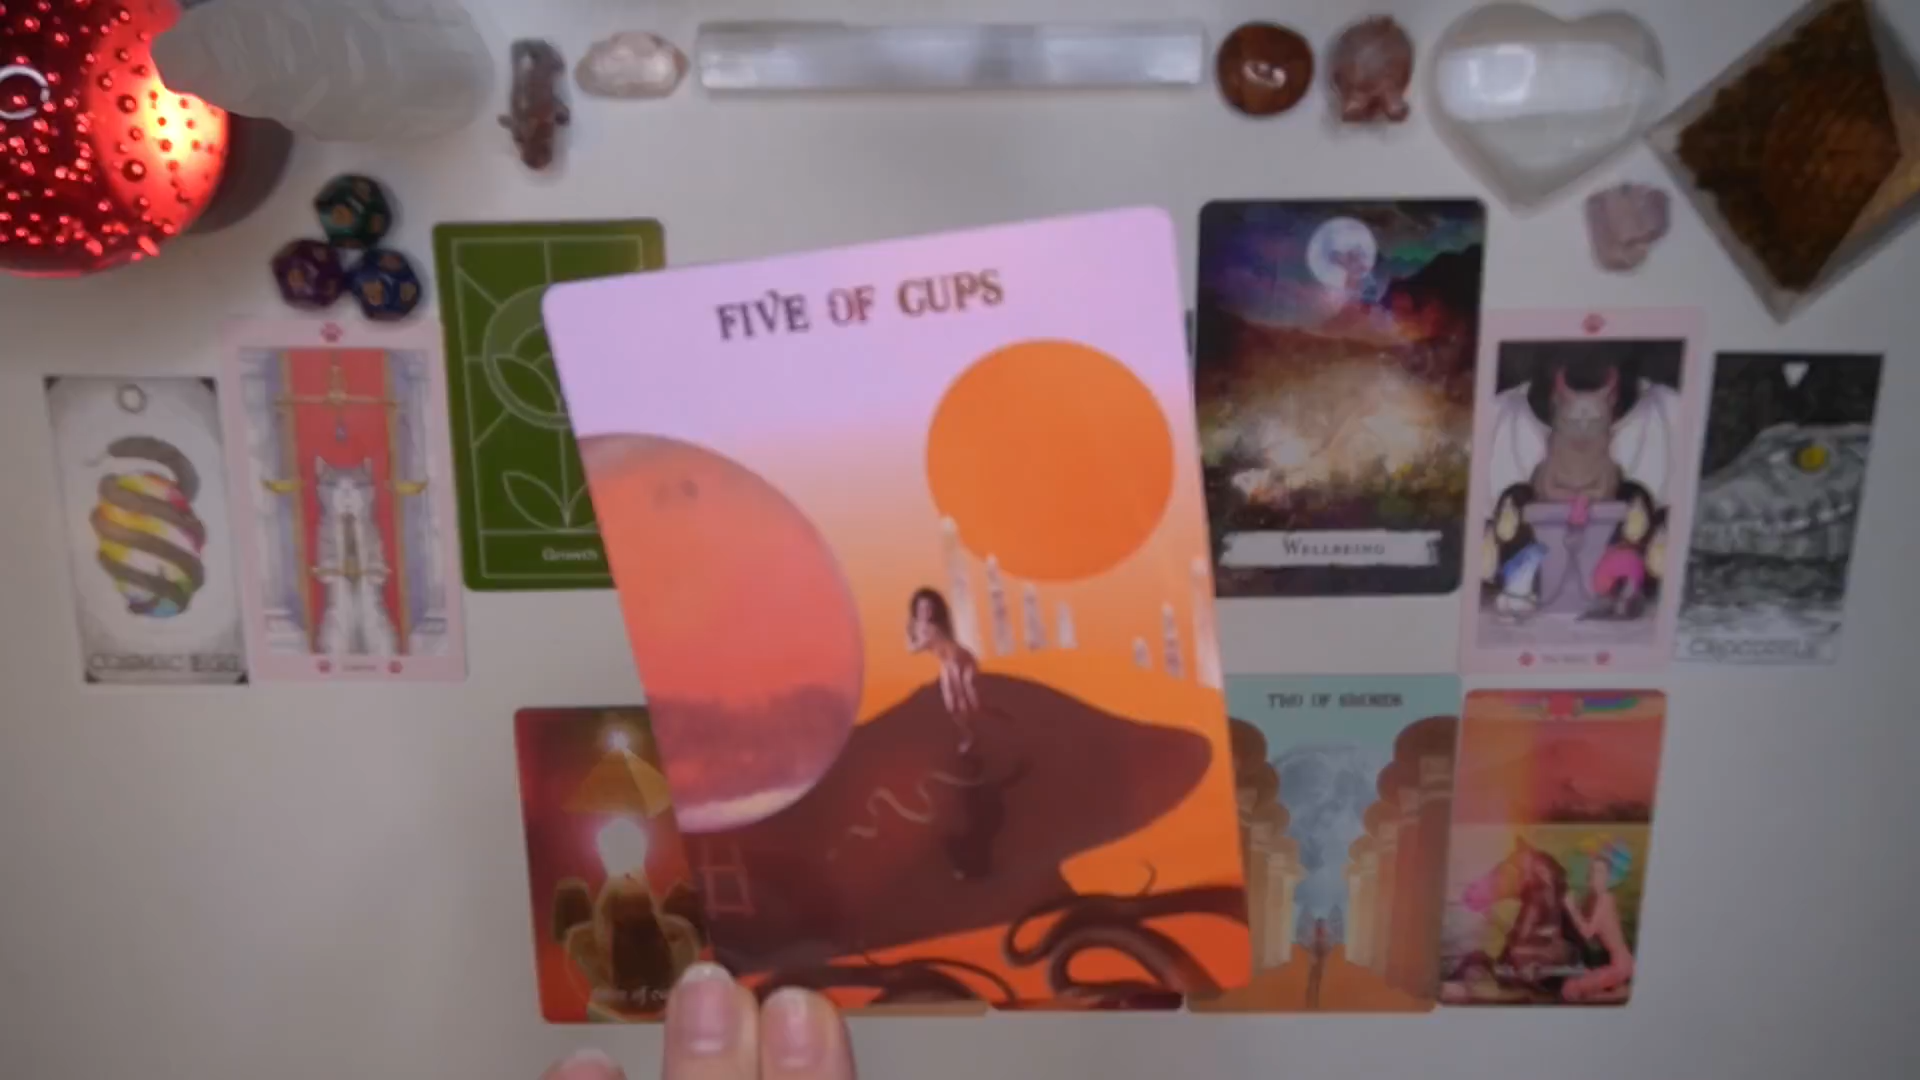 FIVE OF CUPS
Growth
WELLBEING
COSMIC EGG
CROCODILE
TWO OF SWORDS